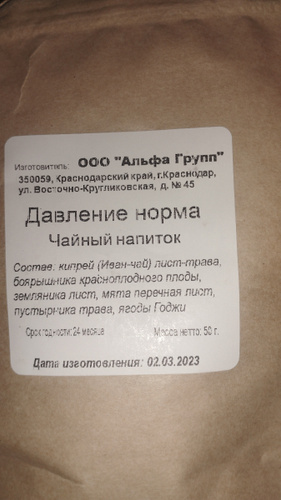 Изготовитель: ООО "Альфа Групп"
350059, Краснодарский край, г.Краснодар,
ул. Восточно-Кругликовская, д. № 45
Давление норма
Чайный напиток
Состав: кипрей (Иван-чай) лист-трава,
боярышника красноплодного плоды,
земляника лист, мята перечная лист,
пустырника трава, ягоды Годжи
Срок годности: 24 месяца Масса нетто: 50 г.
Дата изготовления: 02.03.2023